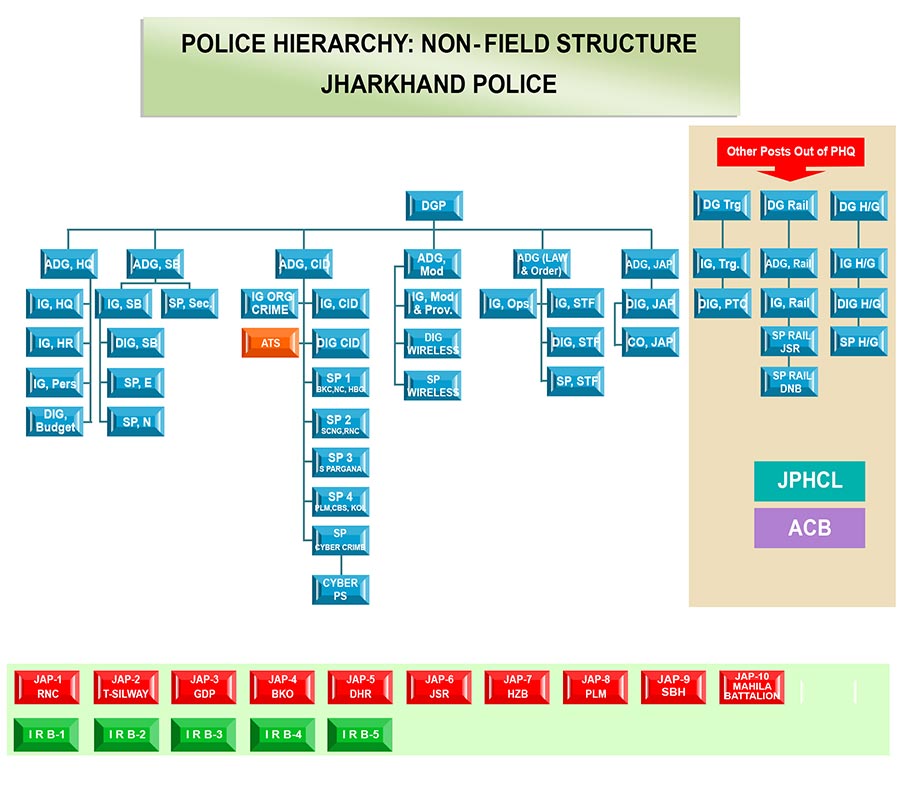 POLICE HIERARCHY: NON-FIELD STRUCTURE
JHARKHAND POLICE
Other Posts Out of PHQ
DGP
DG Trg
DG Rail
DG H/G
ADG, HQ
ADG, SB
ADG, CID
ADG,
Mod
ADG (LAW
& Order)
ADG, JAP
IG, Trg.
ADG, Rail
IG H/G
IG, HQ
IG, SB
SP, Sec.
IG ORG
CRIME
IG, CID
IG, Mod
& Prov.
IG, Ops
IG, STF
DIG, JAP
DIG, PTC
IG, Rail
DIG H/G
IG, HR
DIG, SB
ATS
DIG CID
DIG
WIRELESS
DIG, STF
CO, JAP
SP RAIL
JSR
SP H/G
IG, Pers
SP, E
SP 1
BKC,NC, HBG
SP
WIRELESS
SP, STF
SP RAIL
DNB
DIG,
Budget
SP, N
SP 2
SCNG,RNC
SP 3
S PARGANA
SP 4
PLM,CBS, KOL
SP
CYBER CRIME
CYBER
PS
JPHCL
ACB
JAP-1
RNC
JAP-2
T-SILWAY
JAP-3
GDP
JAP-4
BKO
JAP-5
DHR
JAP-6
JSR
JAP-7
HZB
JAP-8
PLM
JAP-9
SBH
JAP-10
MAHILA
BATTALION
I R B-1
I R B-2
I R B-3
I R B-4
I R B-5